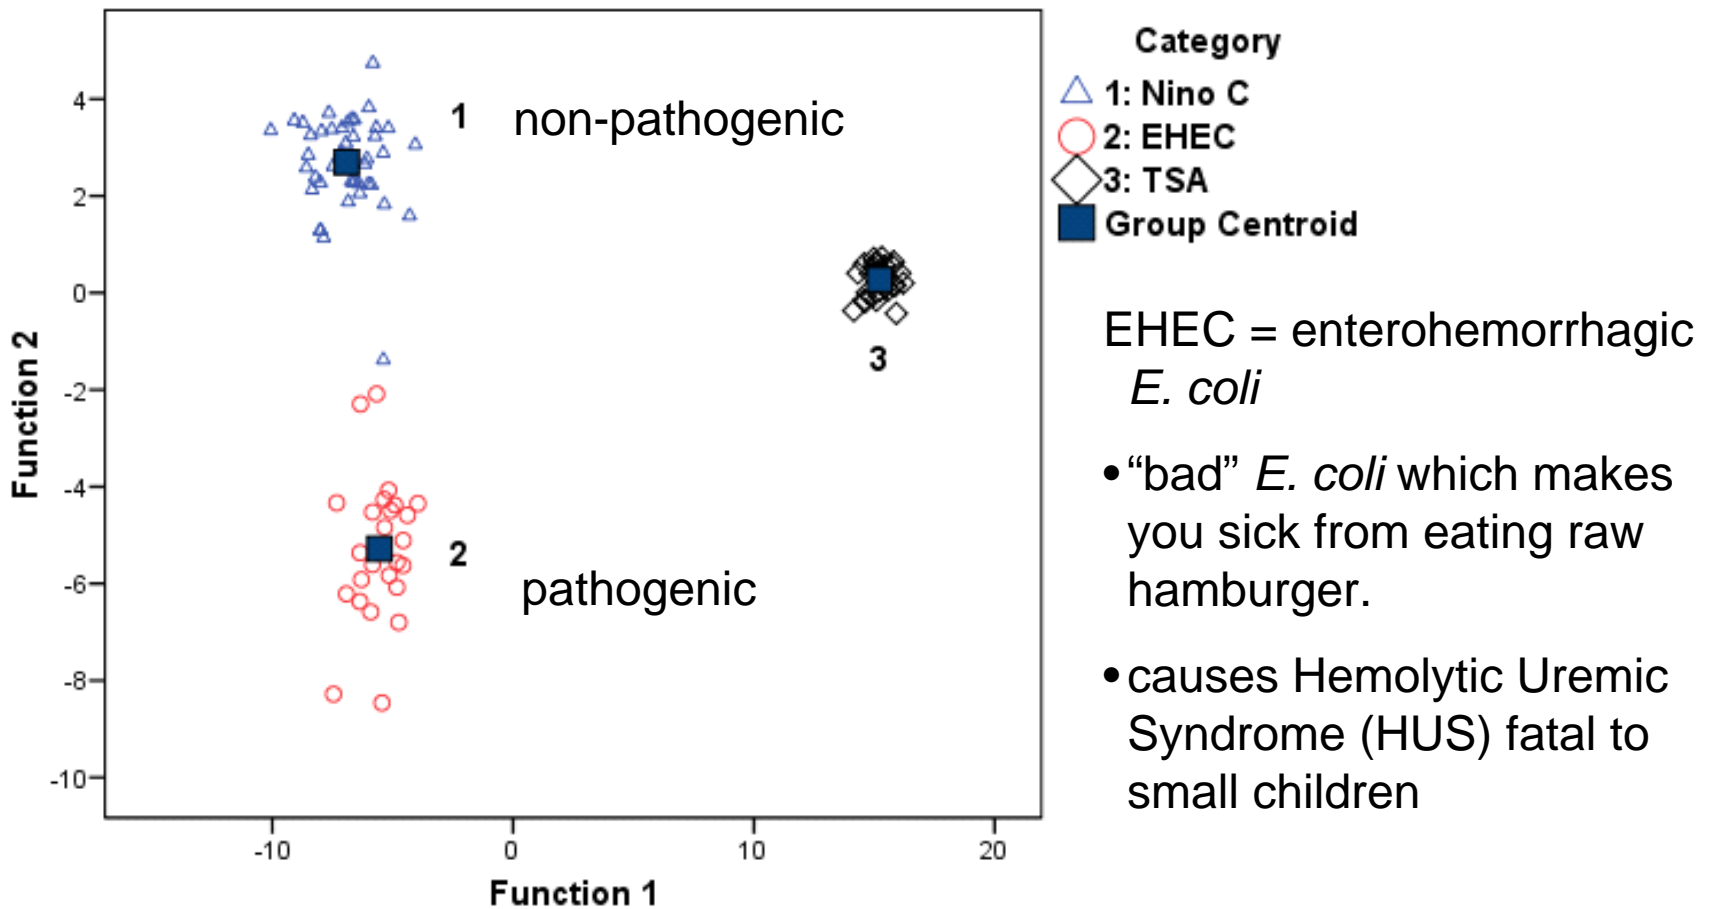 Category
1: Nino C
2: EHEC
3: TSA
Group Centroid
1 non-pathogenic
2
pathogenic
3
EHEC = enterohemorrhagic
E. coli
•“bad” E. coli which makes
you sick from eating raw
hamburger.
•causes Hemolytic Uremic
Syndrome (HUS) fatal to
small children
Function 2
4
2
0
-2
-4
-6
-8
-10
-10 0 10 20
Function 1